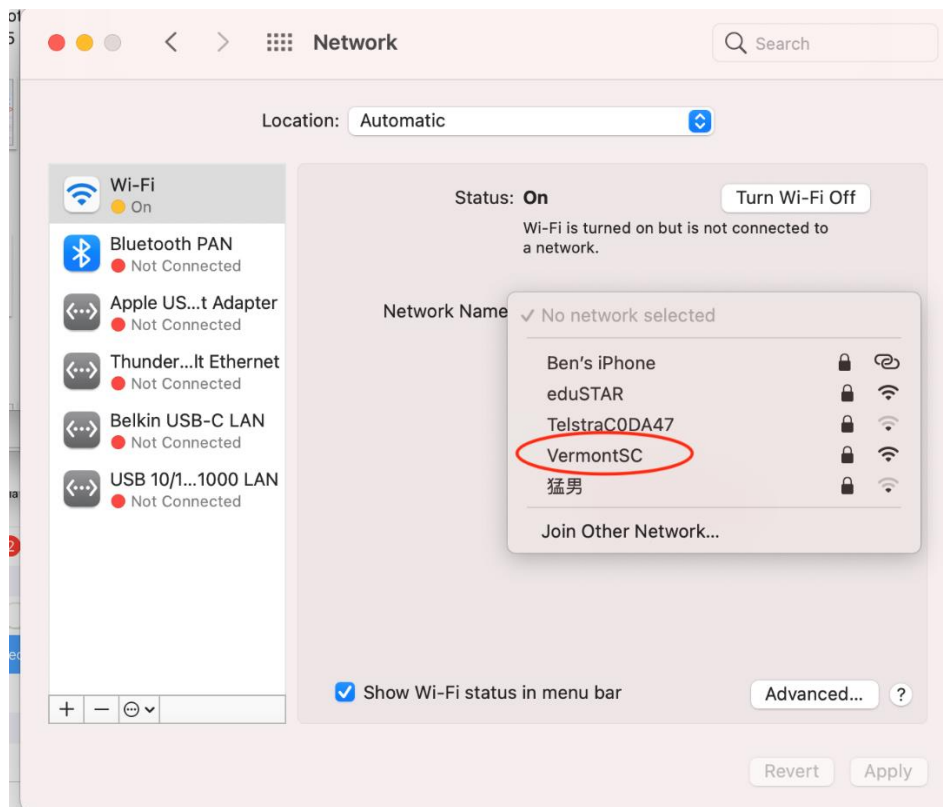 Network
Search
Location: Automatic
Wi-Fi
On
Bluetooth PAN
Not Connected
Apple US...t Adapter
Not Connected
Thunder...lt Ethernet
Not Connected
Belkin USB-C LAN
Not Connected
USB 10/1...1000 LAN
Not Connected
Status: On
Turn Wi-Fi Off
Wi-Fi is turned on but is not connected to
a network.
Network Name
✓ No network selected
Ben's iPhone
eduSTAR
TelstraC0DA47
VermontSC
猛男
Join Other Network...
Show Wi-Fi status in menu bar
Advanced...
?
Revert
Apply